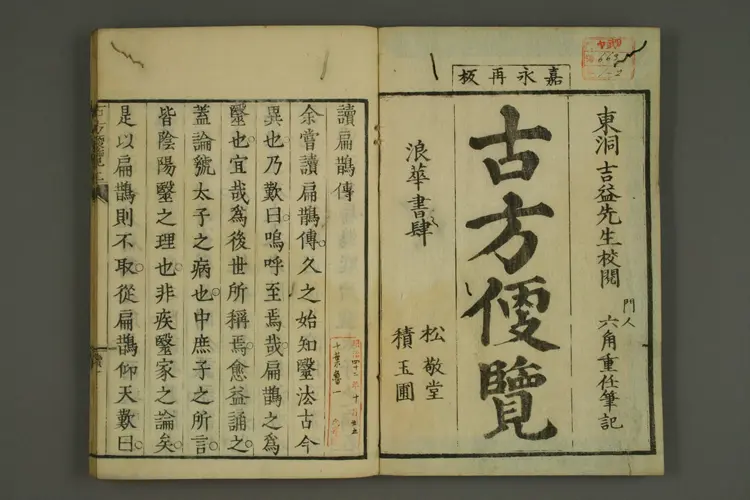 嘉永再板
東洞吉益先生校閲
門人 六角重任筆記
古方便覽
浪華書肆
松敬堂
積玉圃
讀扁鵲傳
余嘗讀扁鵲傳。久之始知毉法古今
異也乃歎曰嗚呼至焉哉。扁鵲之為
毉也。宜哉為後世所稱焉。愈益誦之。
蓋論虢太子之病也。中庶子之所言。
皆陰陽毉之理也。非疾毉家之論矣。
是以扁鵲則不取。從扁鵲仰天歎曰。